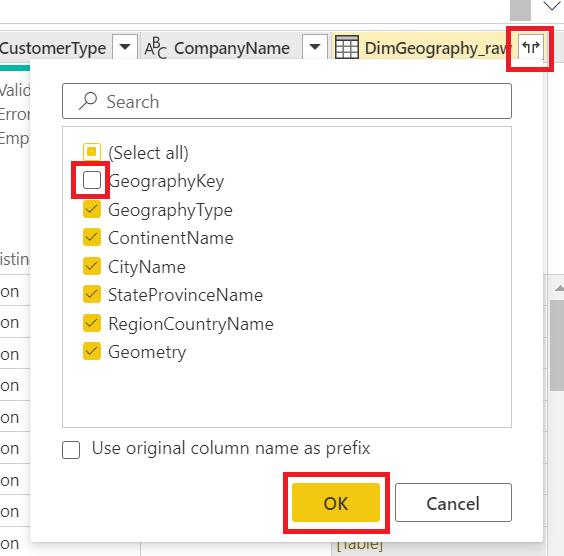 CustomerType ABC CompanyName DimGeography_raw
Valid
Error
Emp
Search
(Select all)
GeographyKey
GeographyType
ContinentName
CityName
StateProvinceName
RegionCountryName
Geometry
istin
on
on
on
on
on
on
on
on
Use original column name as prefix
OK Cancel
[Table]